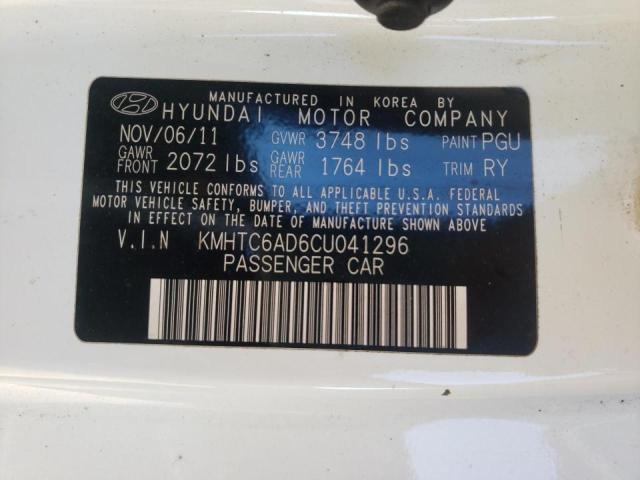 MANUFACTURED IN KOREA BY
HYUNDAI MOTOR COMPANY
NOV/06/11 GVWR 3748 lbs PAINT PGU
GAWR FRONT 2072 lbs GAWR REAR 1764 lbs TRIM RY
THIS VEHICLE CONFORMS TO ALL APPLICABLE U.S.A. FEDERAL
MOTOR VEHICLE SAFETY, BUMPER, AND THEFT PREVENTION STANDARDS
IN EFFECT ON THE DATE OF MANUFACTURE SHOWN ABOVE.
V.I.N KMHTC6AD6CU041296
PASSENGER CAR